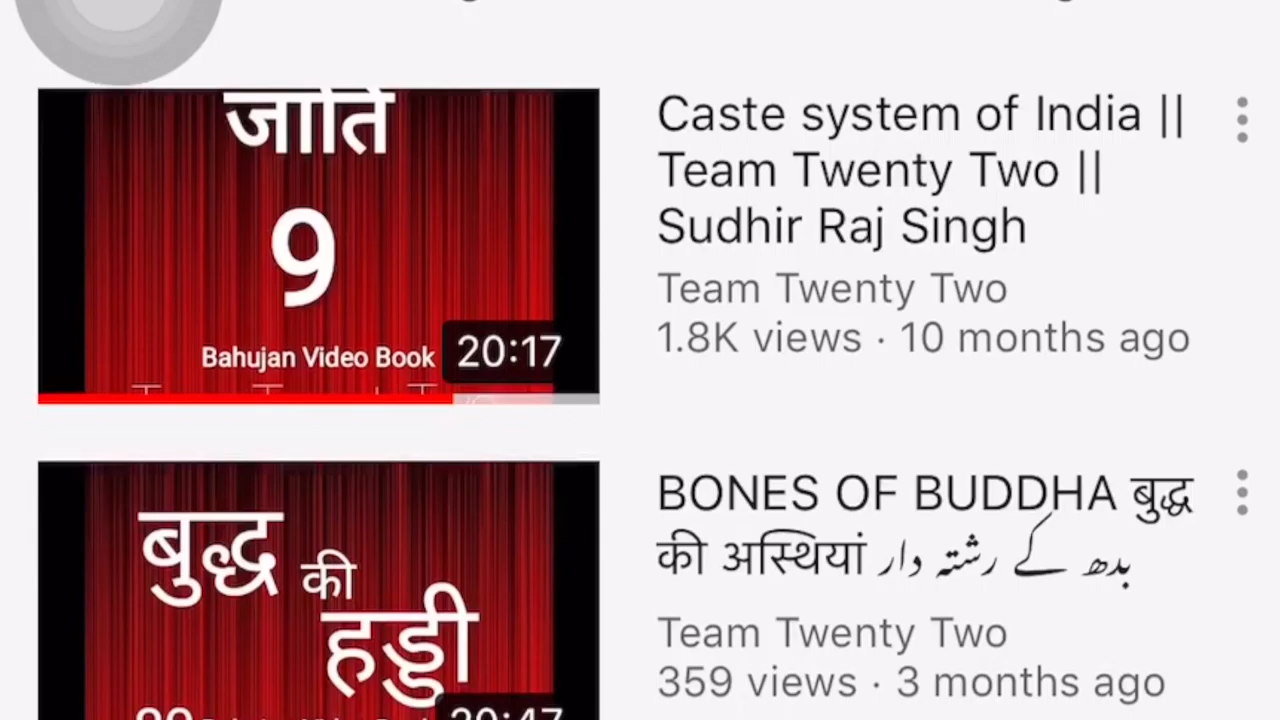 जाति
9
Bahujan Video Book
20:17
Caste system of India ||
Team Twenty Two ||
Sudhir Raj Singh
Team Twenty Two
1.8K views · 10 months ago
बुद्ध
की
हड्डी
20:47
BONES OF BUDDHA बुद्ध
की अस्थियां بدھ کے رشتہ دار
Team Twenty Two
359 views · 3 months ago